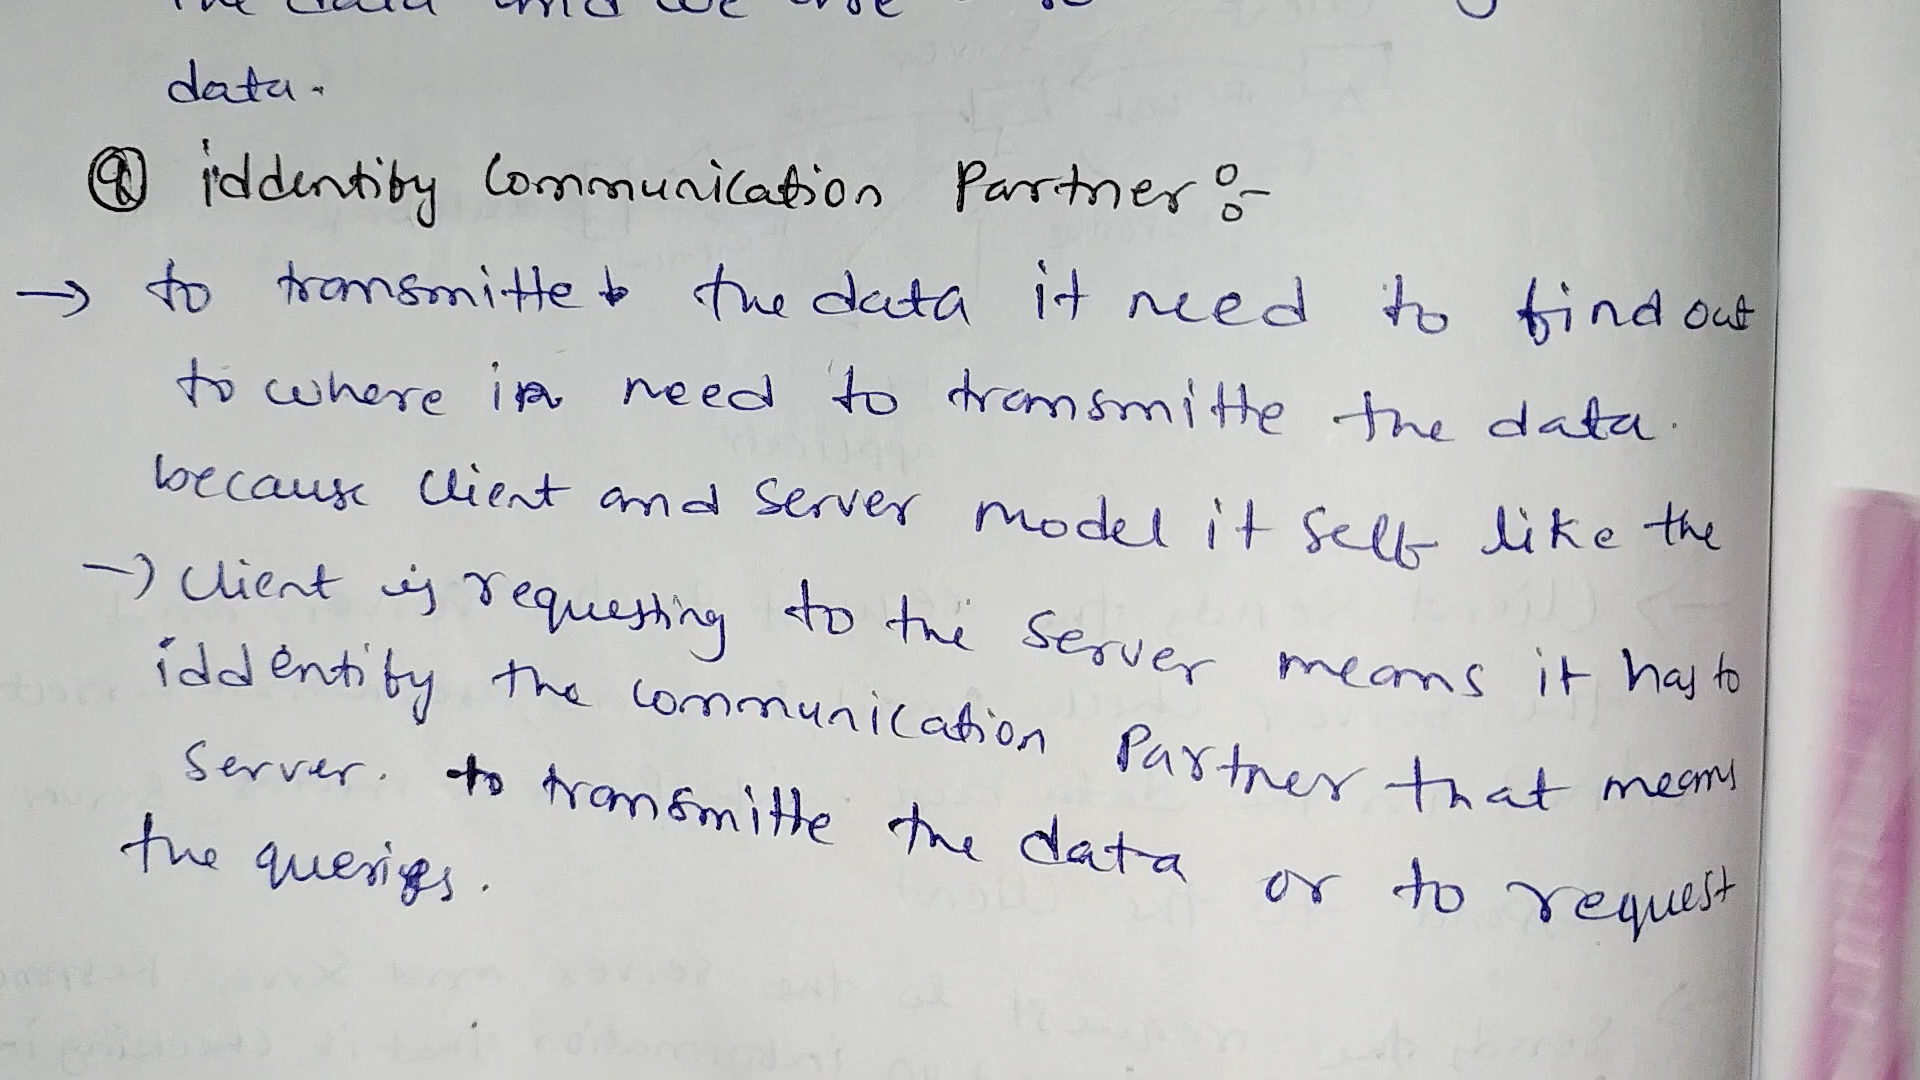 data.
iddentify Communication Partner :-
→ to transmitte the data it need to find out
to where in need to transmitte the data.
because client and server model it self like the
→ client is requesting to the server means it has to
iddentify the communication Partner that means
server. to transmitte the data or to request
the queries.